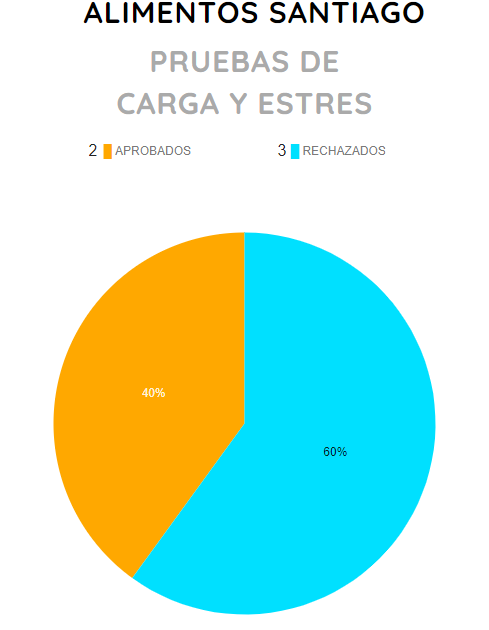 ALIMENTOS SANTIAGO
PRUEBAS DE
CARGA Y ESTRES
2 APROBADOS 3 RECHAZADOS
40%
60%